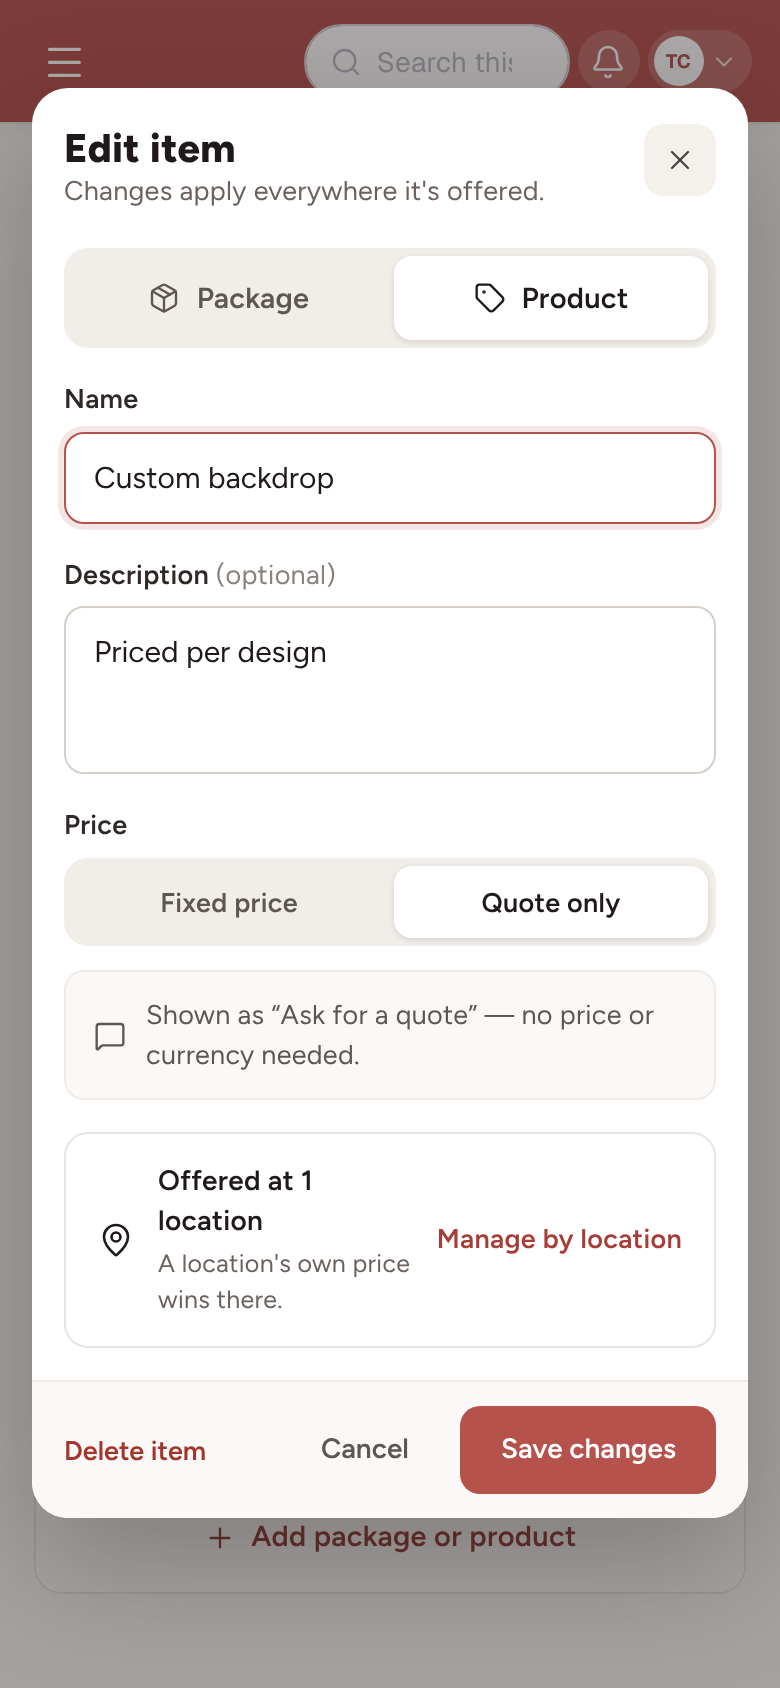 Search this
TC
Edit item
Changes apply everywhere it's offered.
Package
Product
Name
Custom backdrop
Description (optional)
Priced per design
Price
Fixed price
Quote only
Shown as “Ask for a quote” — no price or
currency needed.
Offered at 1
location
A location's own price
wins there.
Manage by location
Delete item
Cancel
Save changes
+ Add package or product